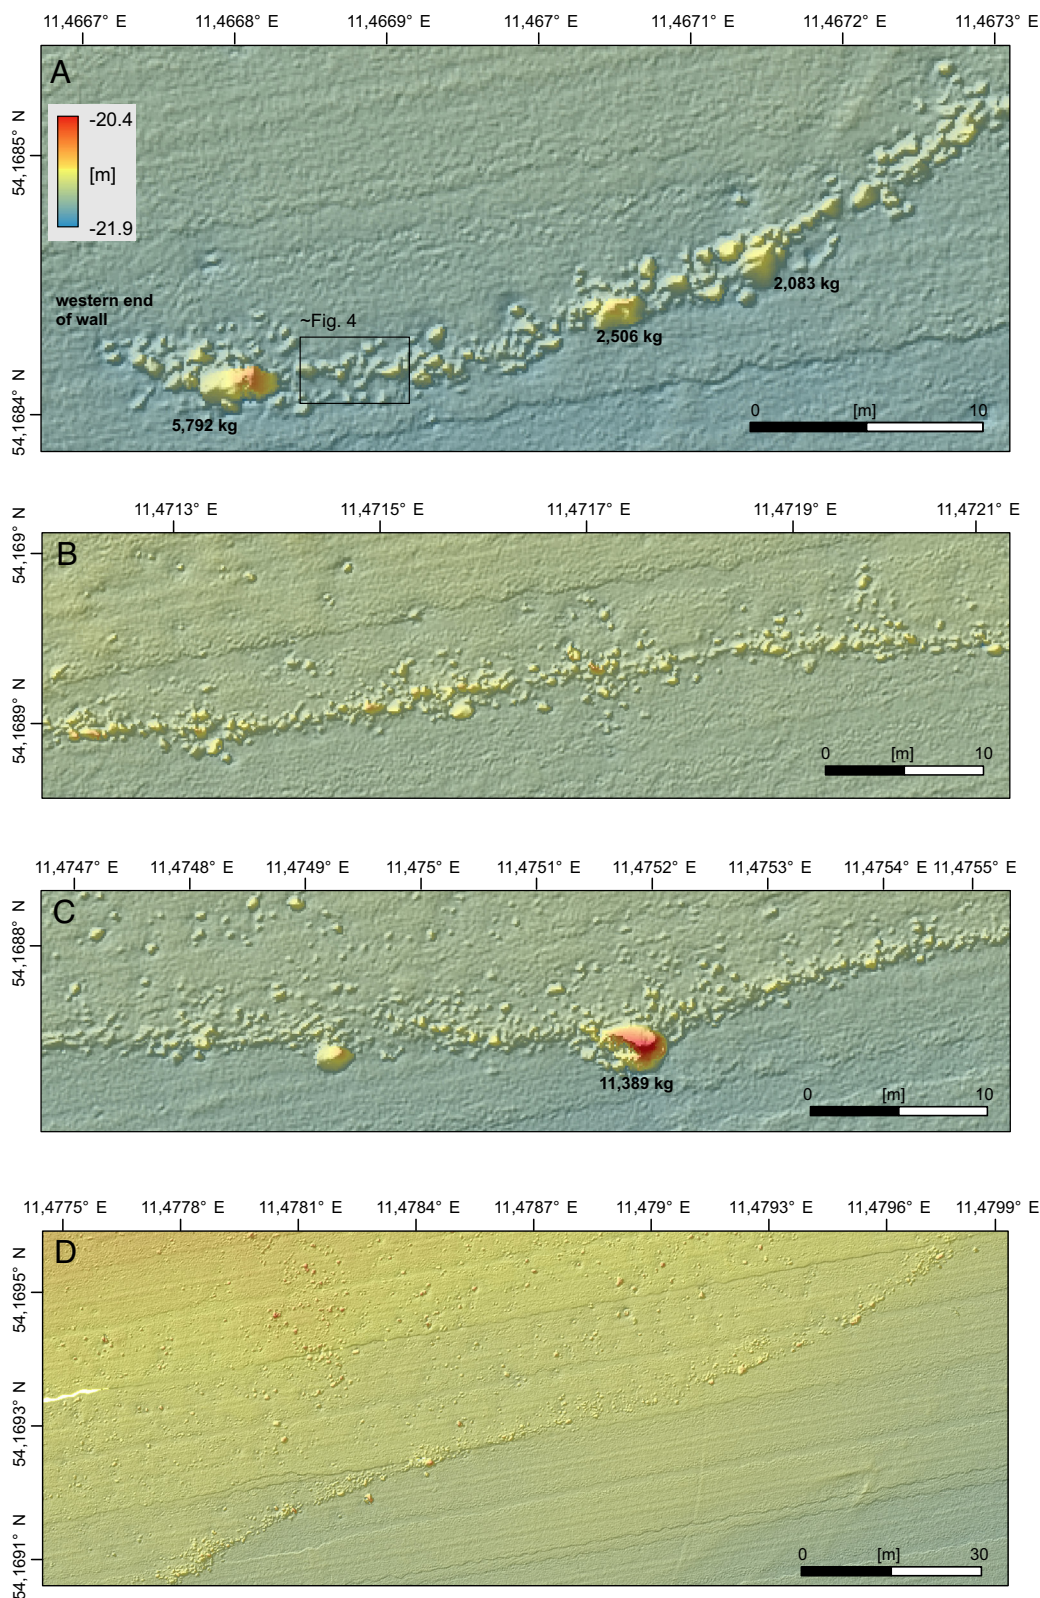 11,4667° E 11,4668° E 11,4669° E 11,467° E 11,4671° E 11,4672° E 11,4673° E
A
-20.4
[m]
-21.9
54,1685° N
54,1684° N
western end
of wall
~Fig. 4
2,083 kg
2,506 kg
5,792 kg
0 [m] 10
11,4713° E 11,4715° E 11,4717° E 11,4719° E 11,4721° E
B
54,169° N
54,1689° N
0 [m] 10
11,4747° E 11,4748° E 11,4749° E 11,475° E 11,4751° E 11,4752° E 11,4753° E 11,4754° E 11,4755° E
C
54,1688° N
11,389 kg
0 [m] 10
11,4775° E 11,4778° E 11,4781° E 11,4784° E 11,4787° E 11,479° E 11,4793° E 11,4796° E 11,4799° E
D
54,1695° N
54,1693° N
54,1691° N
0 [m] 30